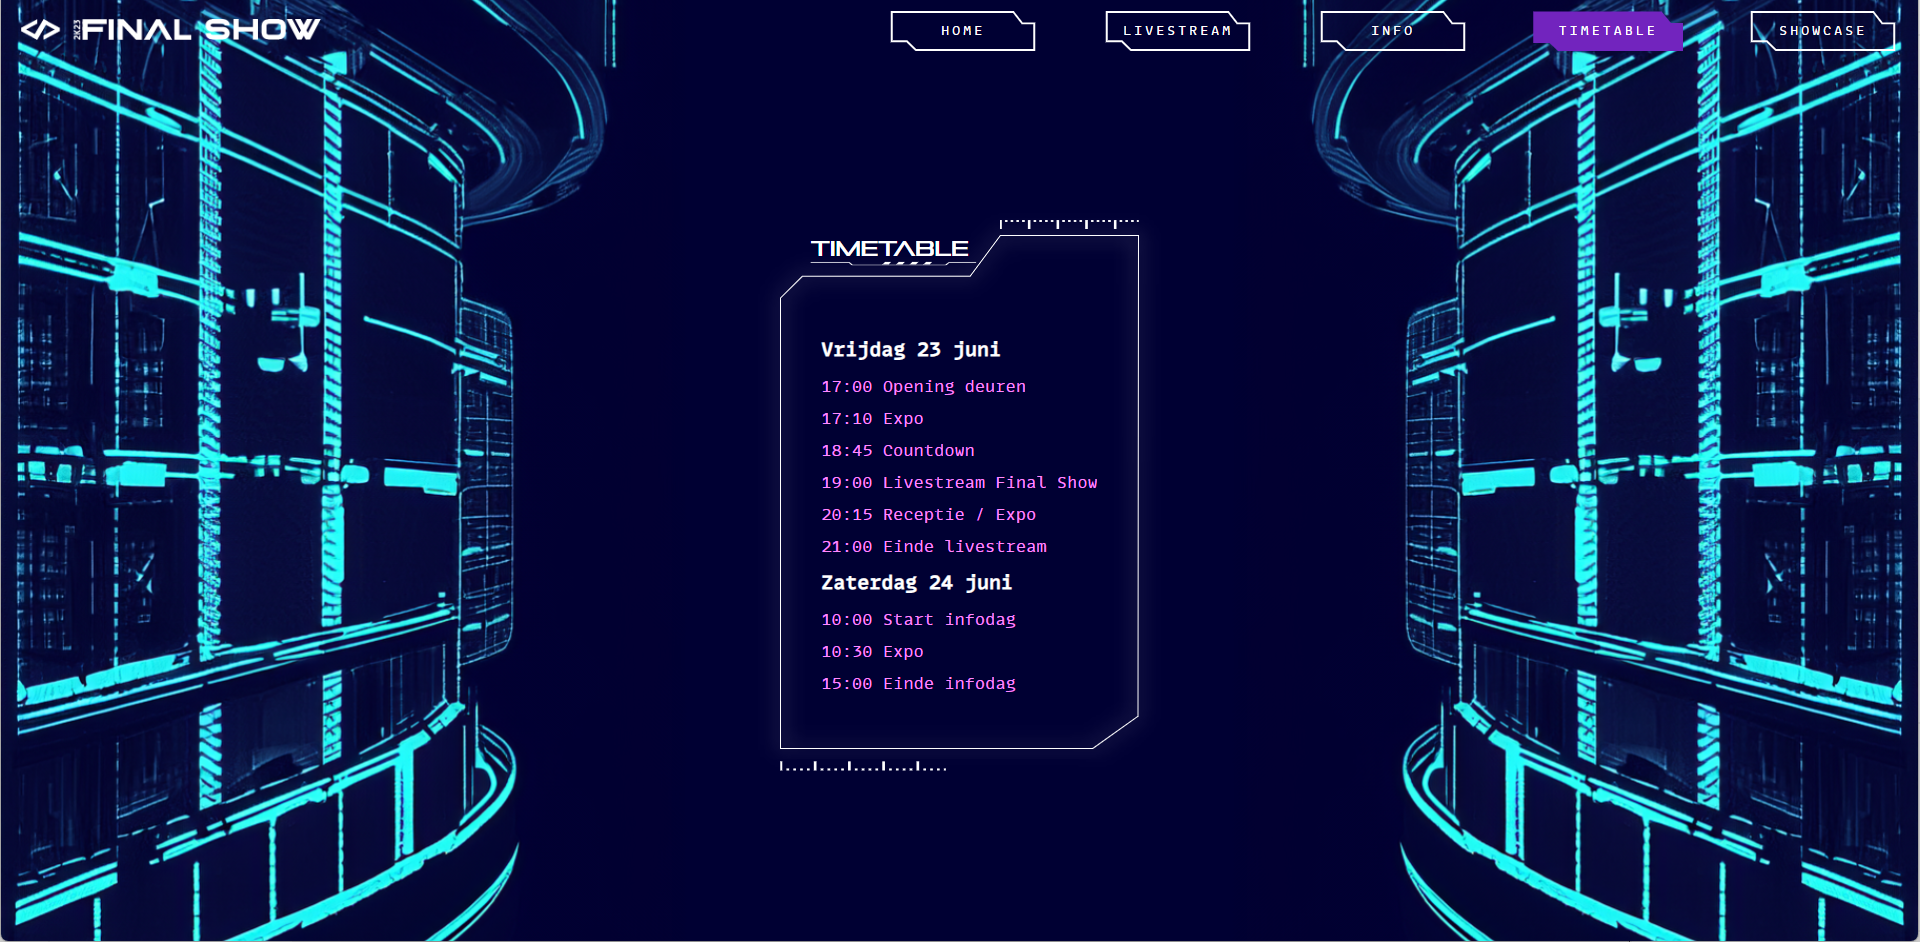 </> 2K23 FINAL SHOW
HOME
LIVESTREAM
INFO
TIMETABLE
SHOWCASE
TIMETABLE
Vrijdag 23 juni
17:00 Opening deuren
17:10 Expo
18:45 Countdown
19:00 Livestream Final Show
20:15 Receptie / Expo
21:00 Einde livestream
Zaterdag 24 juni
10:00 Start infodag
10:30 Expo
15:00 Einde infodag